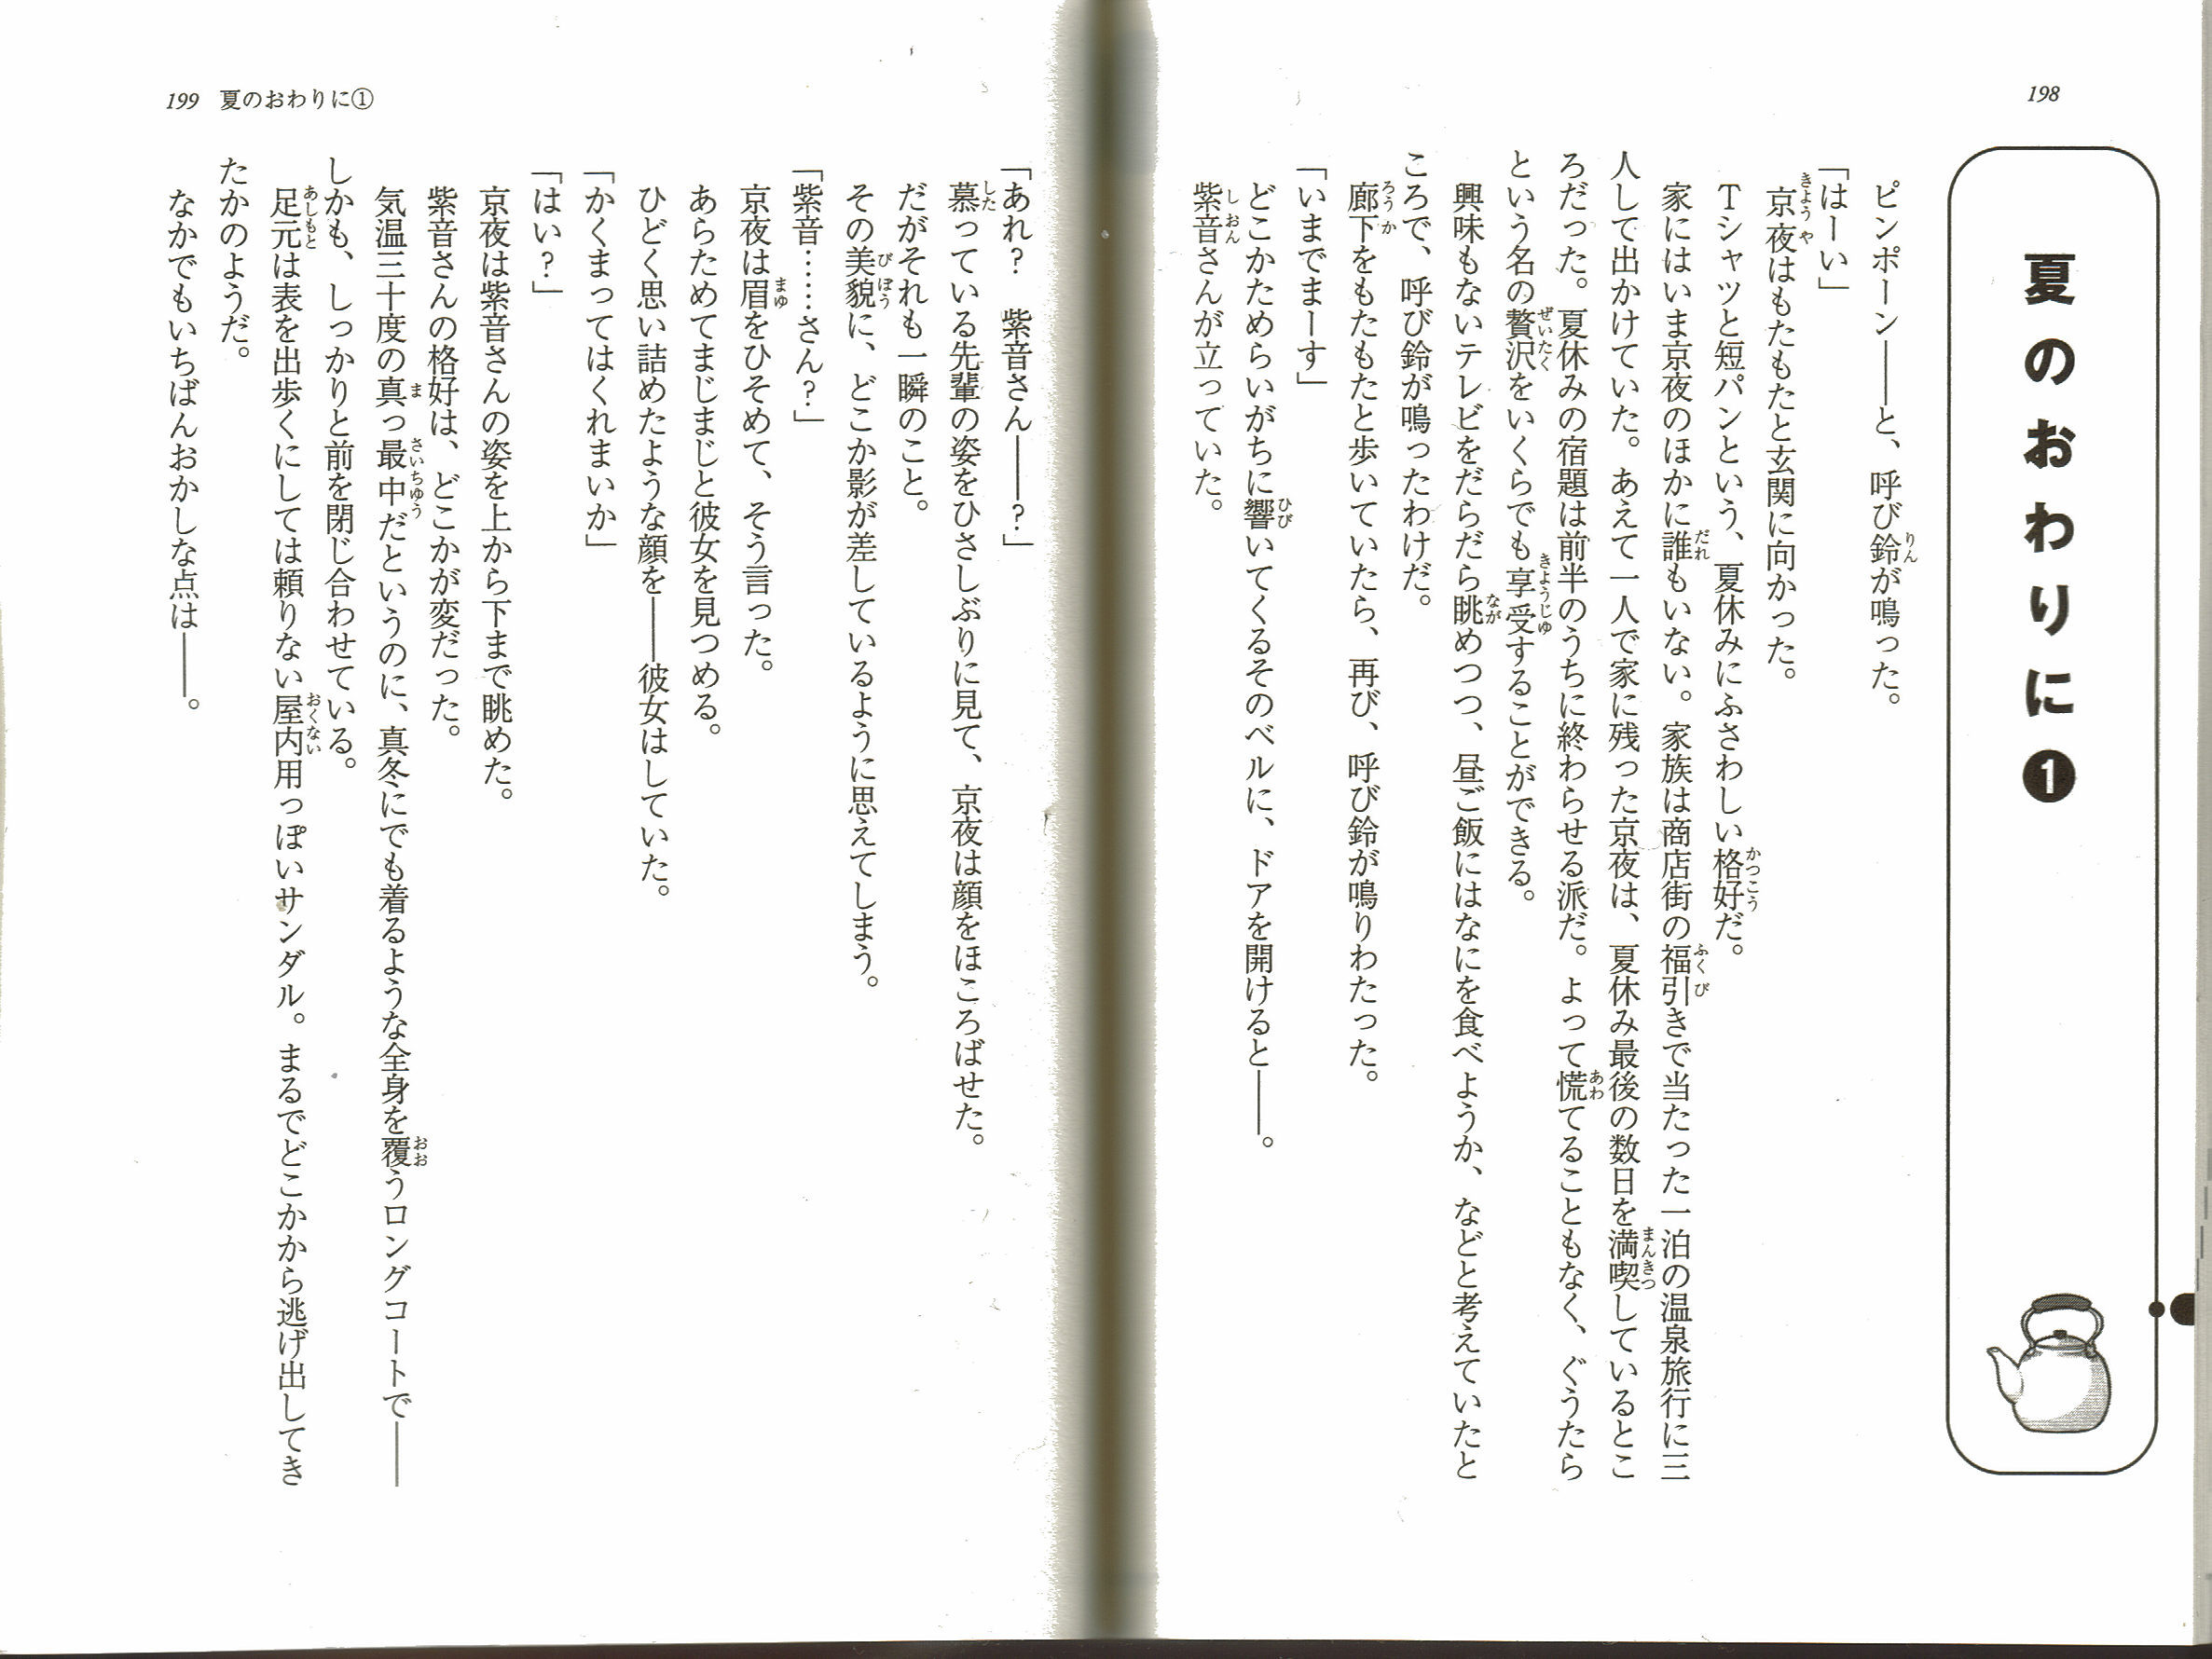 198
夏のおわりに❶
ピンポーン――と、呼び鈴が鳴った。
「はーい」
京夜はもたもたと玄関に向かった。
Tシャツと短パンという、夏休みにふさわしい格好だ。
家にはいま京夜のほかに誰もいない。家族は商店街の福引きで当たった一泊の温泉旅行に三
人して出かけていた。あえて一人で家に残った京夜は、夏休み最後の数日を満喫しているとこ
ろだった。夏休みの宿題は前半のうちに終わらせる派だ。よって慌てることもなく、ぐうたら
という名の贅沢をいくらでも享受することができる。
興味もないテレビをだらだら眺めつつ、昼ご飯にはなにを食べようか、などと考えていたと
ころで、呼び鈴が鳴ったわけだ。
廊下をもたもたと歩いていたら、再び、呼び鈴が鳴りわたった。
「いまでまーす」
どこかためらいがちに響いてくるそのベルに、ドアを開けると――。
紫音さんが立っていた。
199 夏のおわりに①
「あれ？　紫音さん――？」
慕っている先輩の姿をひさしぶりに見て、京夜は顔をほころばせた。
だがそれも一瞬のこと。
その美貌に、どこか影が差しているように思えてしまう。
「紫音……さん？」
京夜は眉をひそめて、そう言った。
あらためてまじまじと彼女を見つめる。
ひどく思い詰めたような顔を――彼女はしていた。
「かくまってはくれまいか」
「はい？」
京夜は紫音さんの姿を上から下まで眺めた。
紫音さんの格好は、どこかが変だった。
気温三十度の真っ最中だというのに、真冬にでも着るような全身を覆うロングコートで――
しかも、しっかりと前を閉じ合わせている。
足元は表を出歩くにしては頼りない屋内用っぽいサンダル。まるでどこかから逃げ出してき
たかのようだ。
なかでもいちばんおかしな点は――。